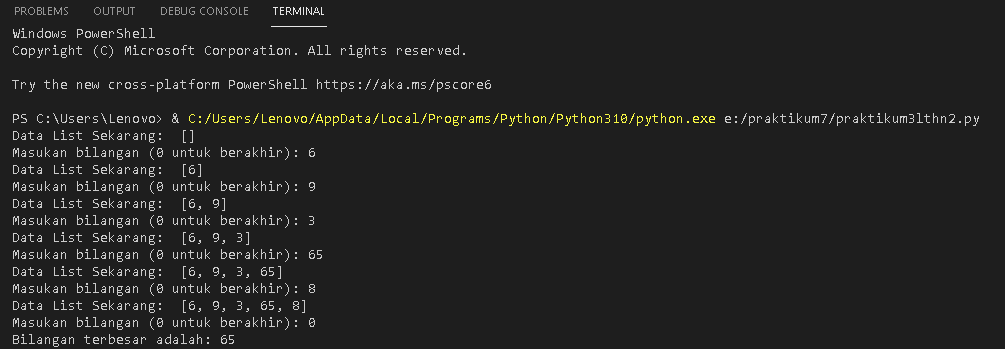 PROBLEMS OUTPUT DEBUG CONSOLE TERMINAL
Windows PowerShell
Copyright (C) Microsoft Corporation. All rights reserved.
Try the new cross-platform PowerShell https://aka.ms/pscore6
PS C:\Users\Lenovo> & C:/Users/Lenovo/AppData/Local/Programs/Python/Python310/python.exe e:/praktikum7/praktikum3lthn2.py
Data List Sekarang:  []
Masukan bilangan (0 untuk berakhir): 6
Data List Sekarang:  [6]
Masukan bilangan (0 untuk berakhir): 9
Data List Sekarang:  [6, 9]
Masukan bilangan (0 untuk berakhir): 3
Data List Sekarang:  [6, 9, 3]
Masukan bilangan (0 untuk berakhir): 65
Data List Sekarang:  [6, 9, 3, 65]
Masukan bilangan (0 untuk berakhir): 8
Data List Sekarang:  [6, 9, 3, 65, 8]
Masukan bilangan (0 untuk berakhir): 0
Bilangan terbesar adalah: 65